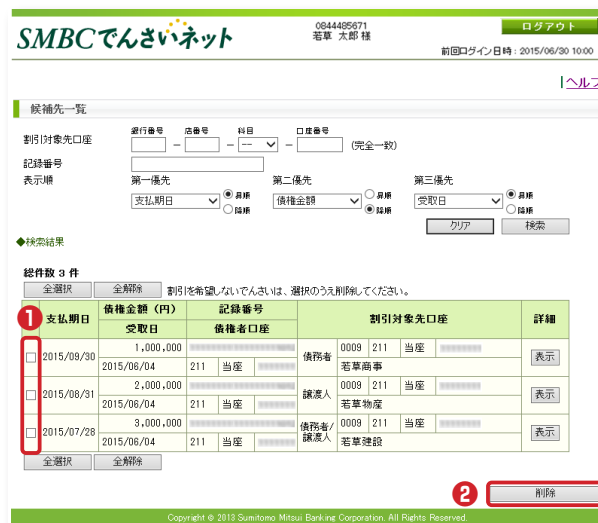 SMBCでんさいネット
0844
485671
若草 太郎 様
ログアウト
前回ログイン日時 : 2015/06/30 10:00
ヘルプ
候補先一覧
割引対象先口座
銀行番号 店番号 科目 口座番号
– – -- – (完全一致)
記録番号
表示順
第一優先 第二優先 第三優先
支払期日 昇順 降順 債権金額 昇順 降順 受取日 昇順 降順
クリア 検索
◆検索結果
総件数 3 件
全選択 全解除 割引を希望しないでんさいは、選択のうえ削除してください。
1 支払期日 債権金額(円) 記録番号 割引対象先口座 詳細
受取日 債権者口座
2015/09/30 1,000,000 債務者 0009 211 当座 表示
2015/06/04 211 当座 若草商事
2015/08/31 2,000,000 譲渡人 0009 211 当座 表示
2015/06/04 211 当座 若草物産
2015/07/28 3,000,000 債務者/譲渡人 0009 211 当座 表示
2015/06/04 211 当座 若草建設
全選択 全解除
2 削除
Copyright © 2013 Sumitomo Mitsui Banking Corporation. All Rights Reserved.